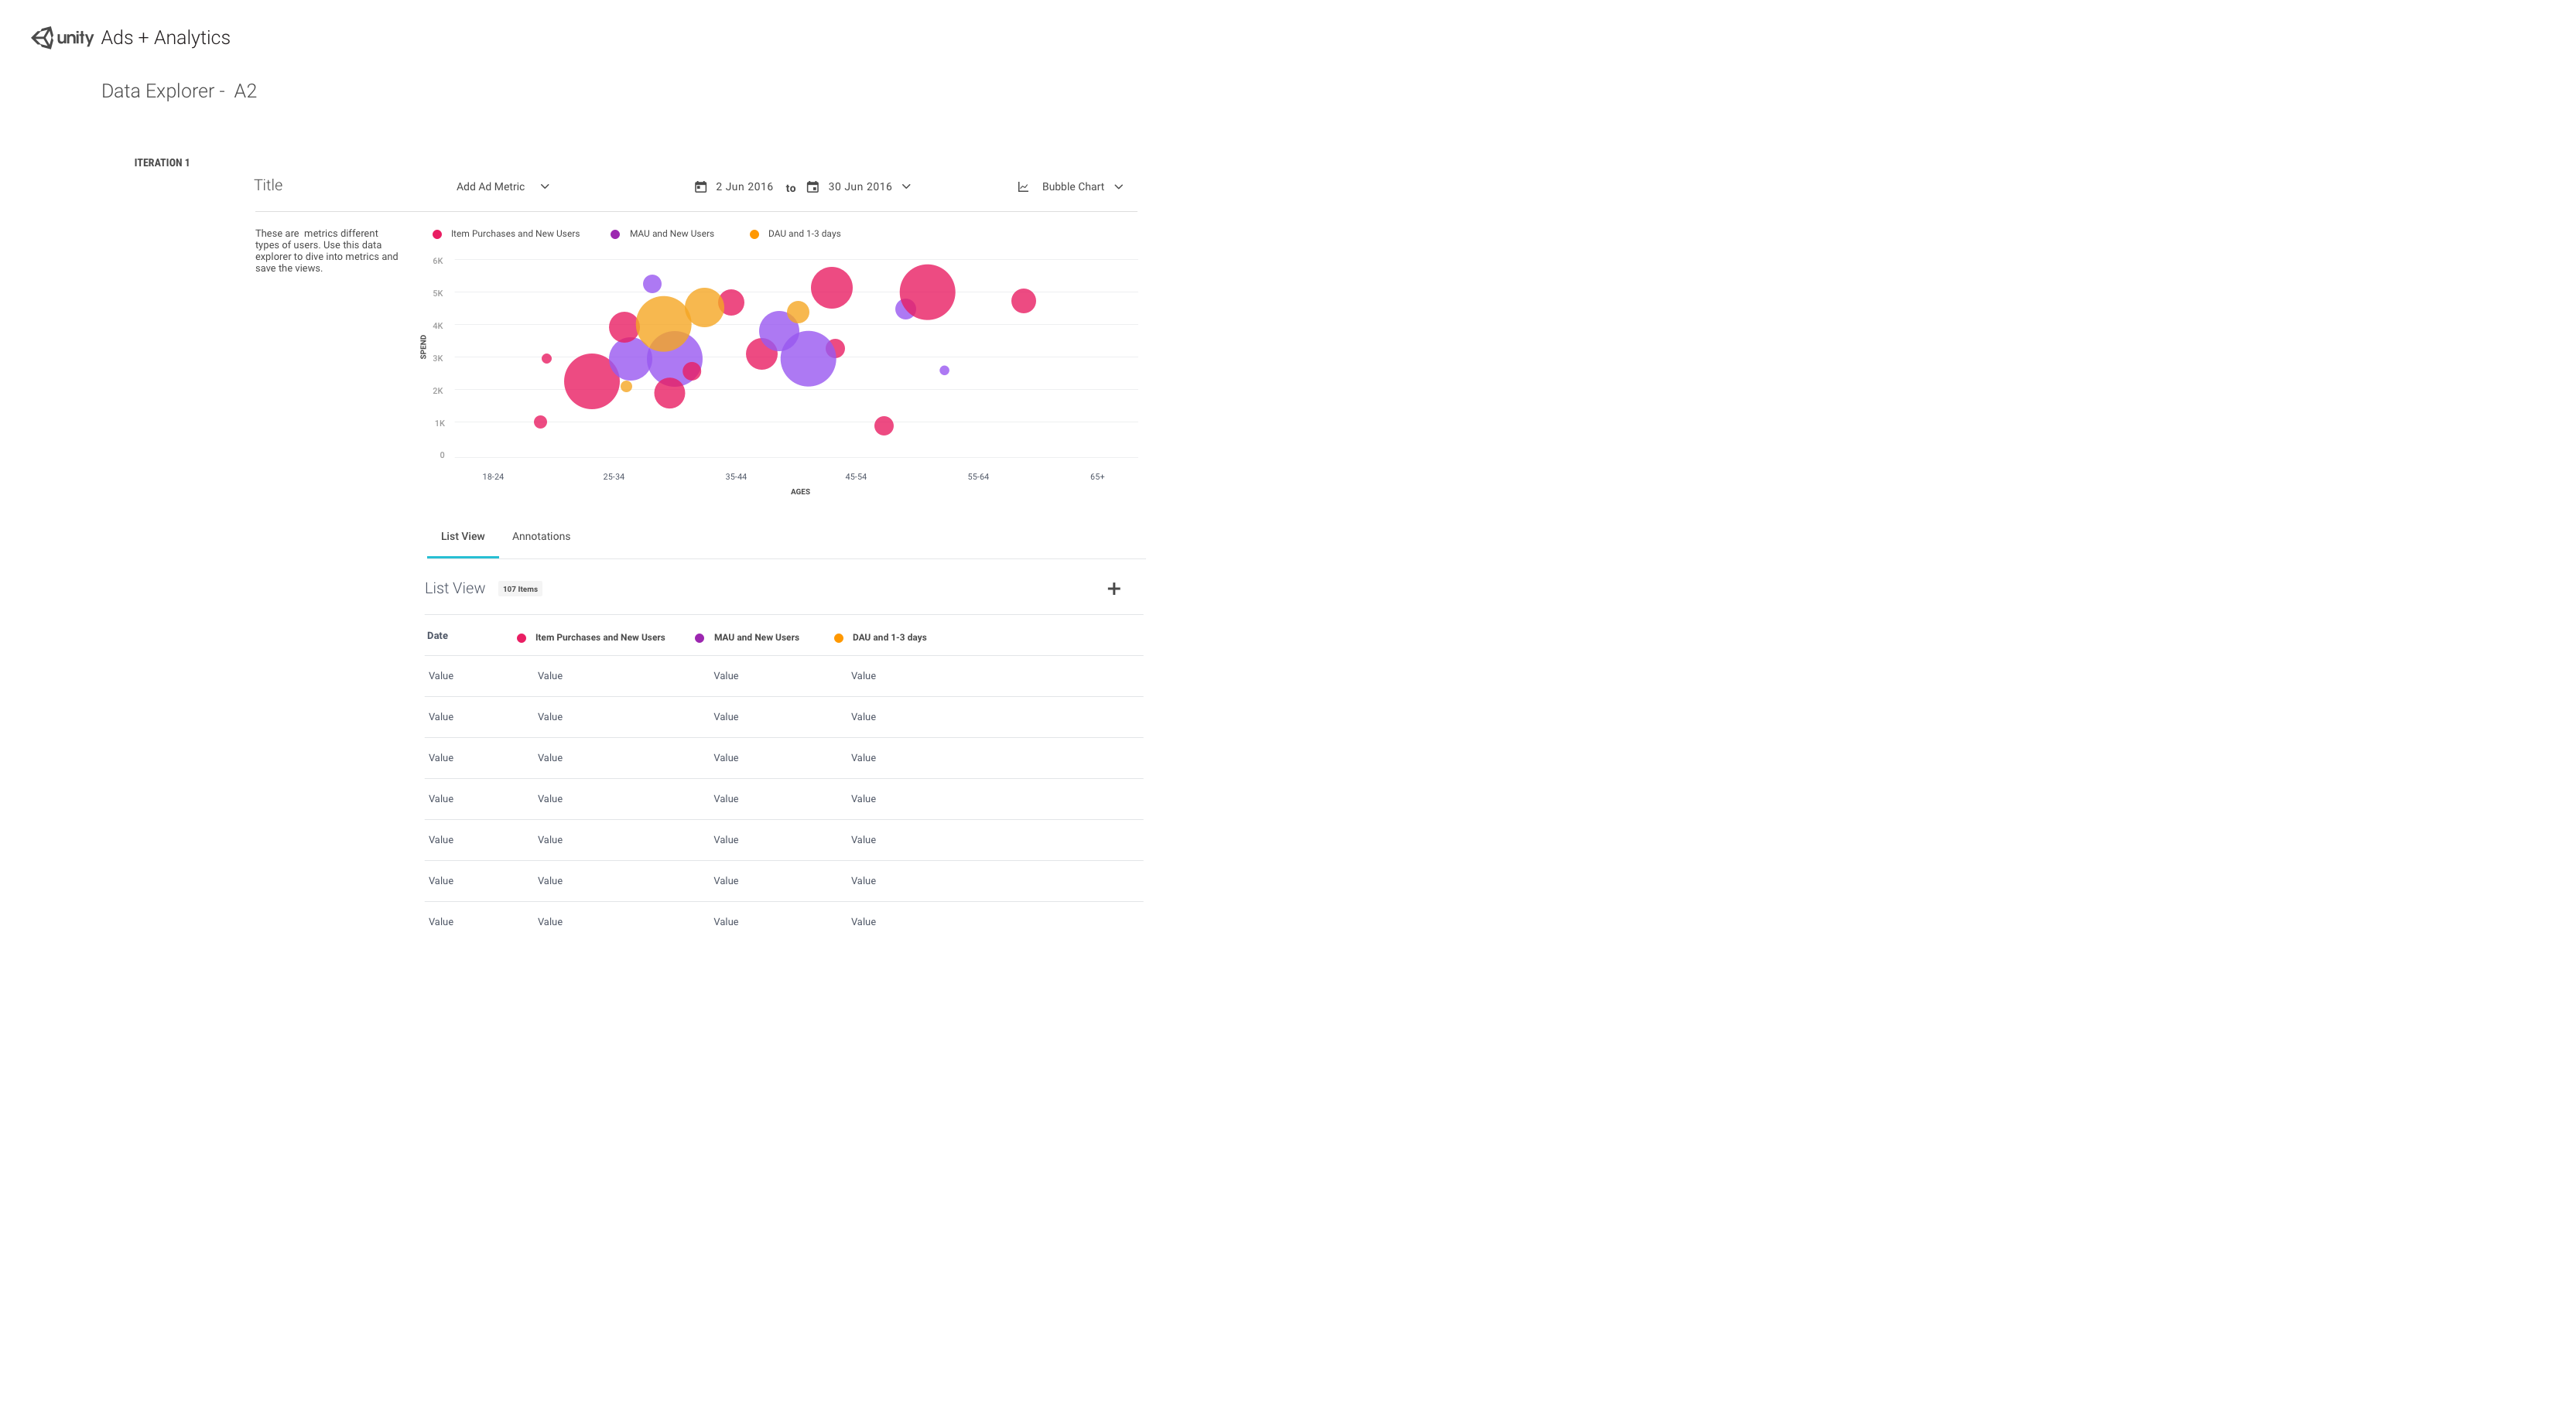 unity Ads + Analytics
Data Explorer - A2
ITERATION 1
Title
Add Ad Metric
2 Jun 2016 to 30 Jun 2016
Bubble Chart
These are metrics different
types of users. Use this data
explorer to dive into metrics and
save the views.
Item Purchases and New Users
MAU and New Users
DAU and 1-3 days
6K
5K
4K
3K
2K
1K
0
SPEND
18-24 25-34 35-44 45-54 55-64 65+
AGES
List View Annotations
List View 107 Items
Date Item Purchases and New Users MAU and New Users DAU and 1-3 days
Value Value Value Value
Value Value Value Value
Value Value Value Value
Value Value Value Value
Value Value Value Value
Value Value Value Value
Value Value Value Value